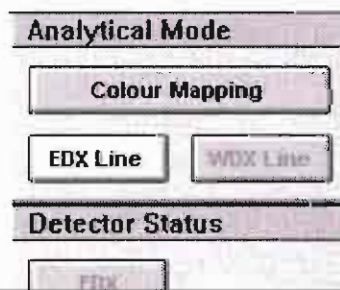 Analytical Mode
Colour Mapping
EDX Line WDX Line
Detector Status
EDX